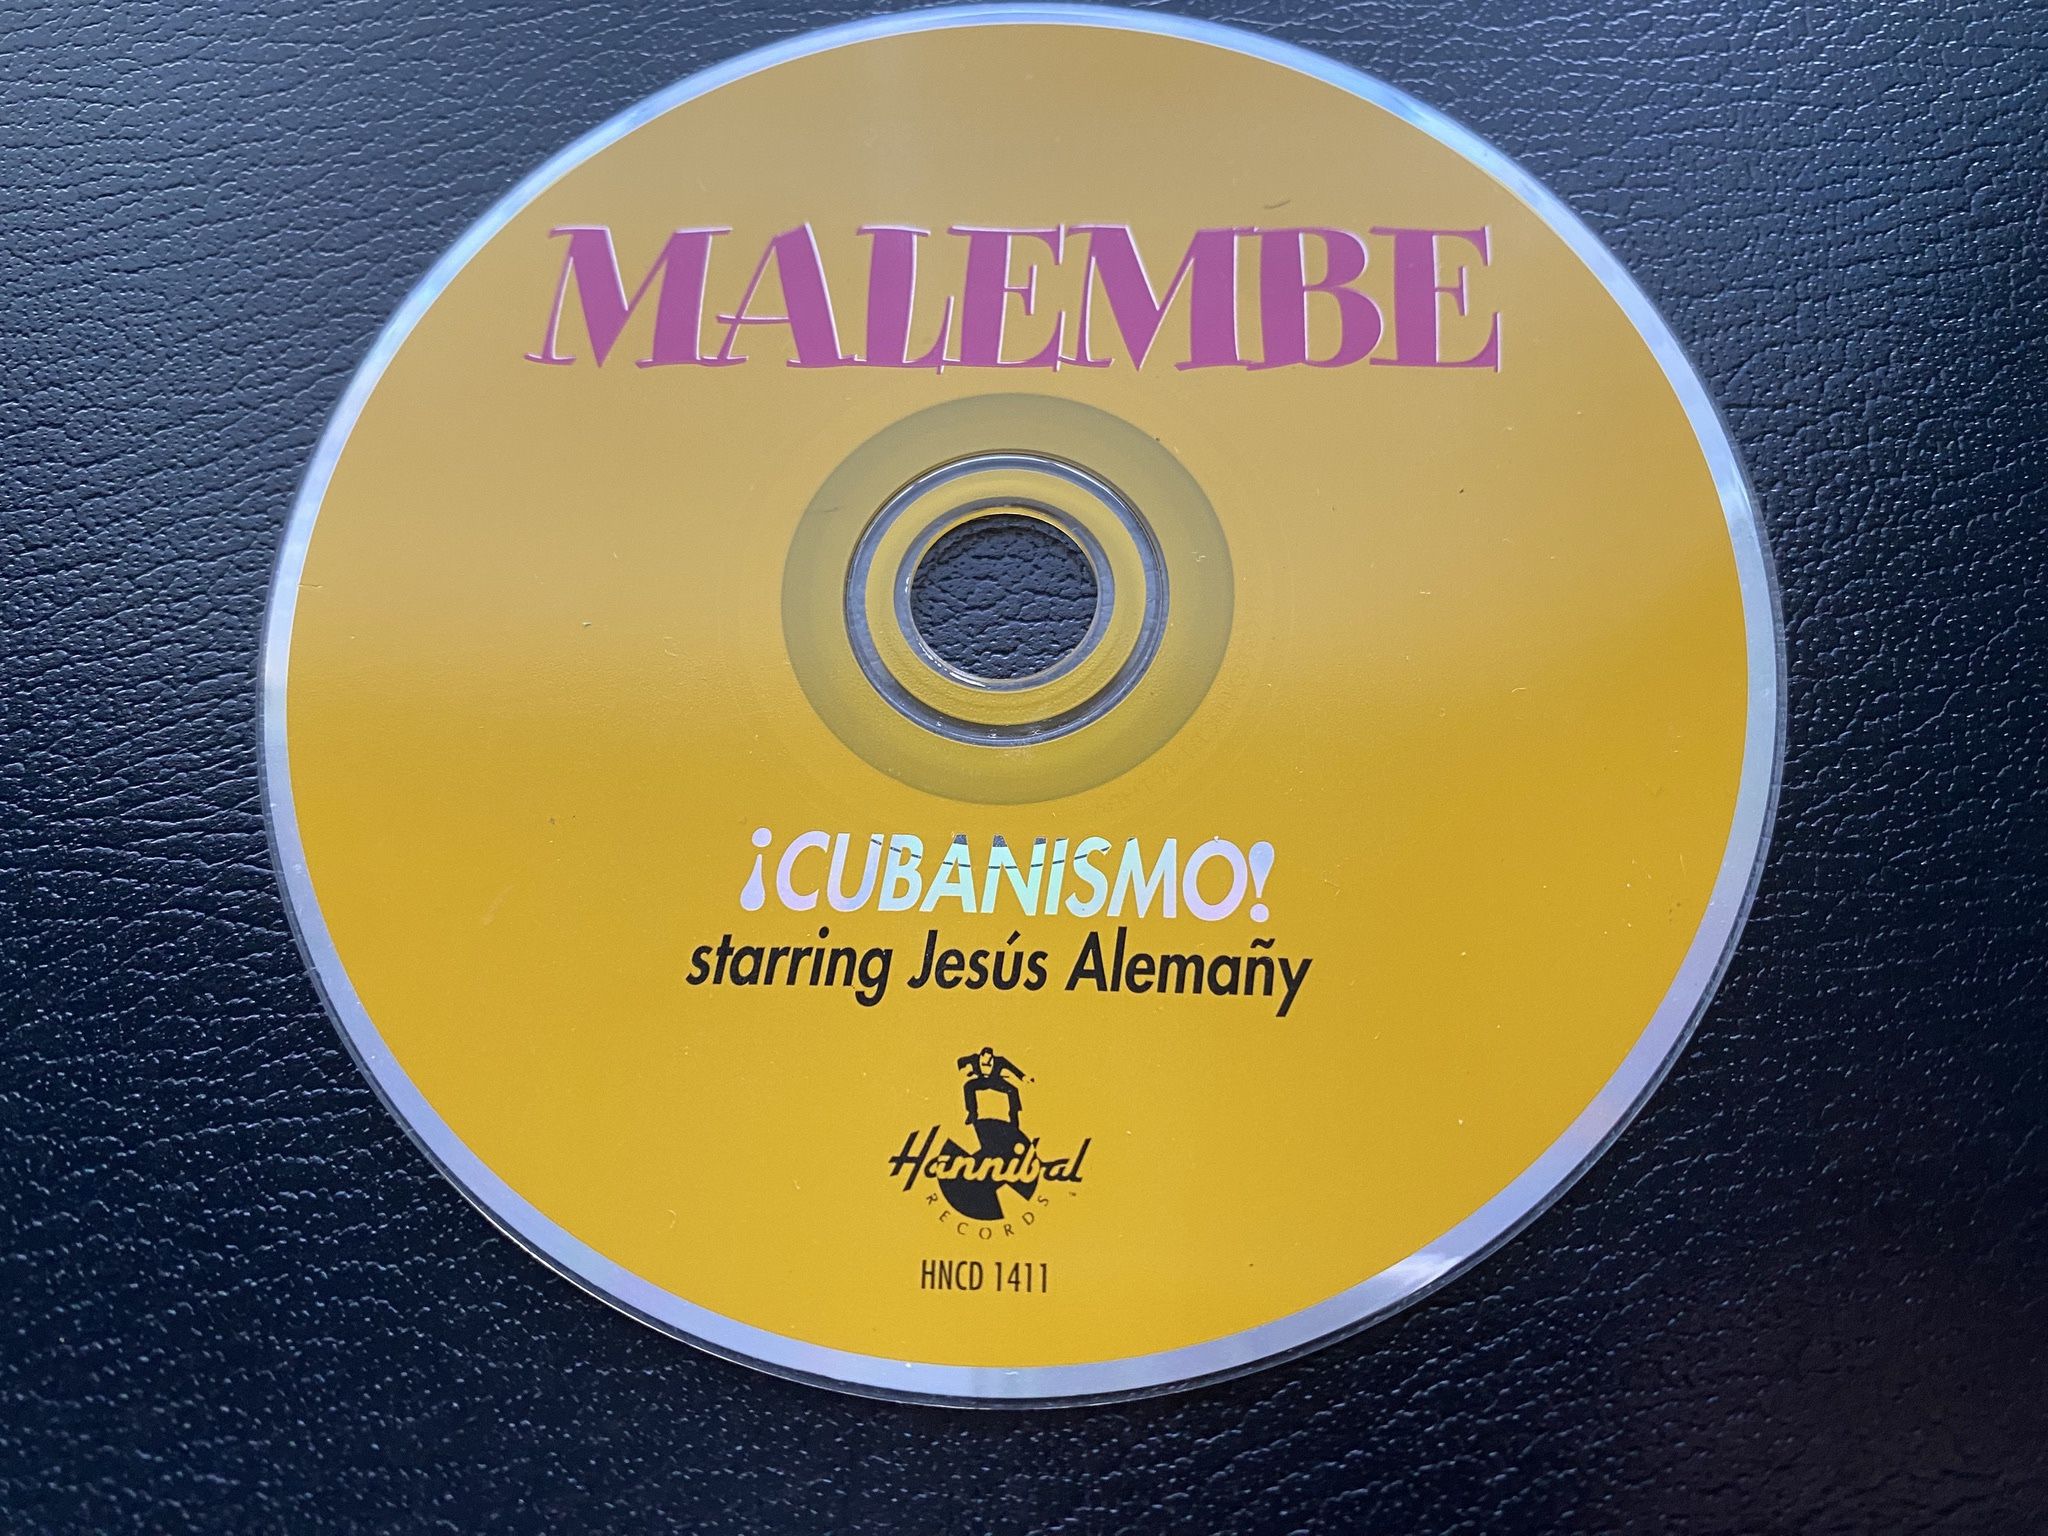 MALEMBE
¡CUBANISMO!
starring Jesús Alemañy
Hannibal
RECORDS
HNCD 1411